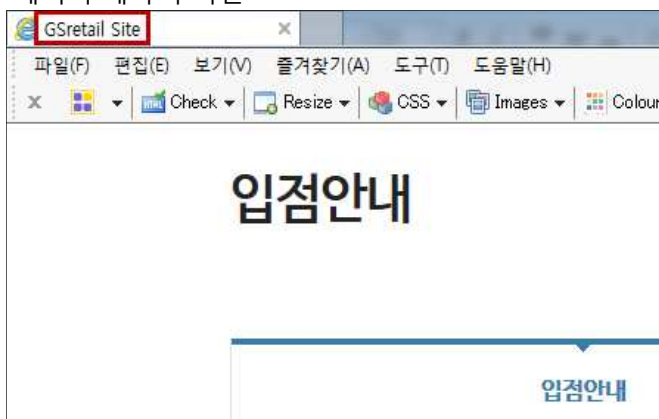 GSretail Site
파일(F) 편집(E) 보기(V) 즐겨찾기(A) 도구(T) 도움말(H)
Check Resize CSS Images Colour
입점안내
입점안내